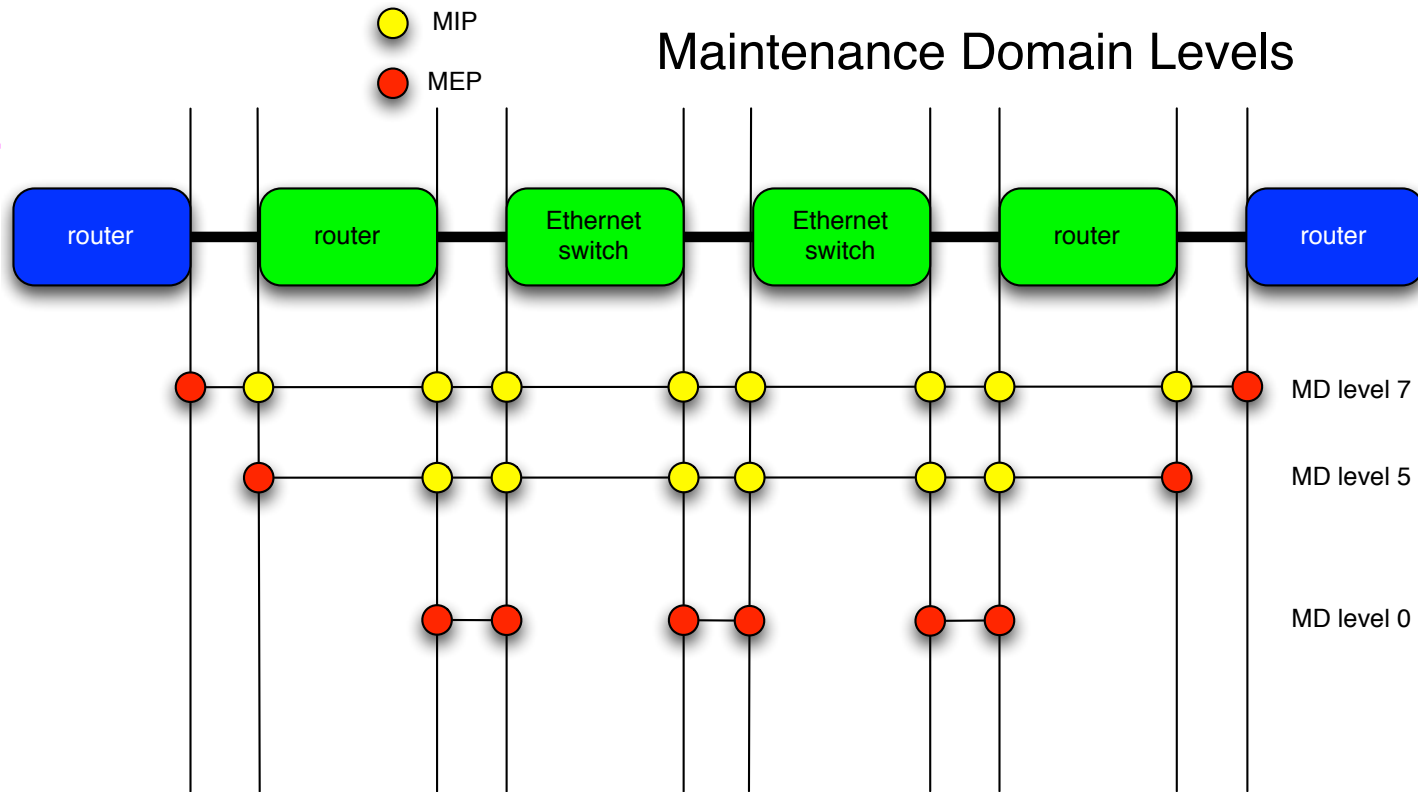 MIP
Maintenance Domain Levels
MEP
router
router
Ethernet
switch
Ethernet
switch
router
router
MD level 7
MD level 5
MD level 0